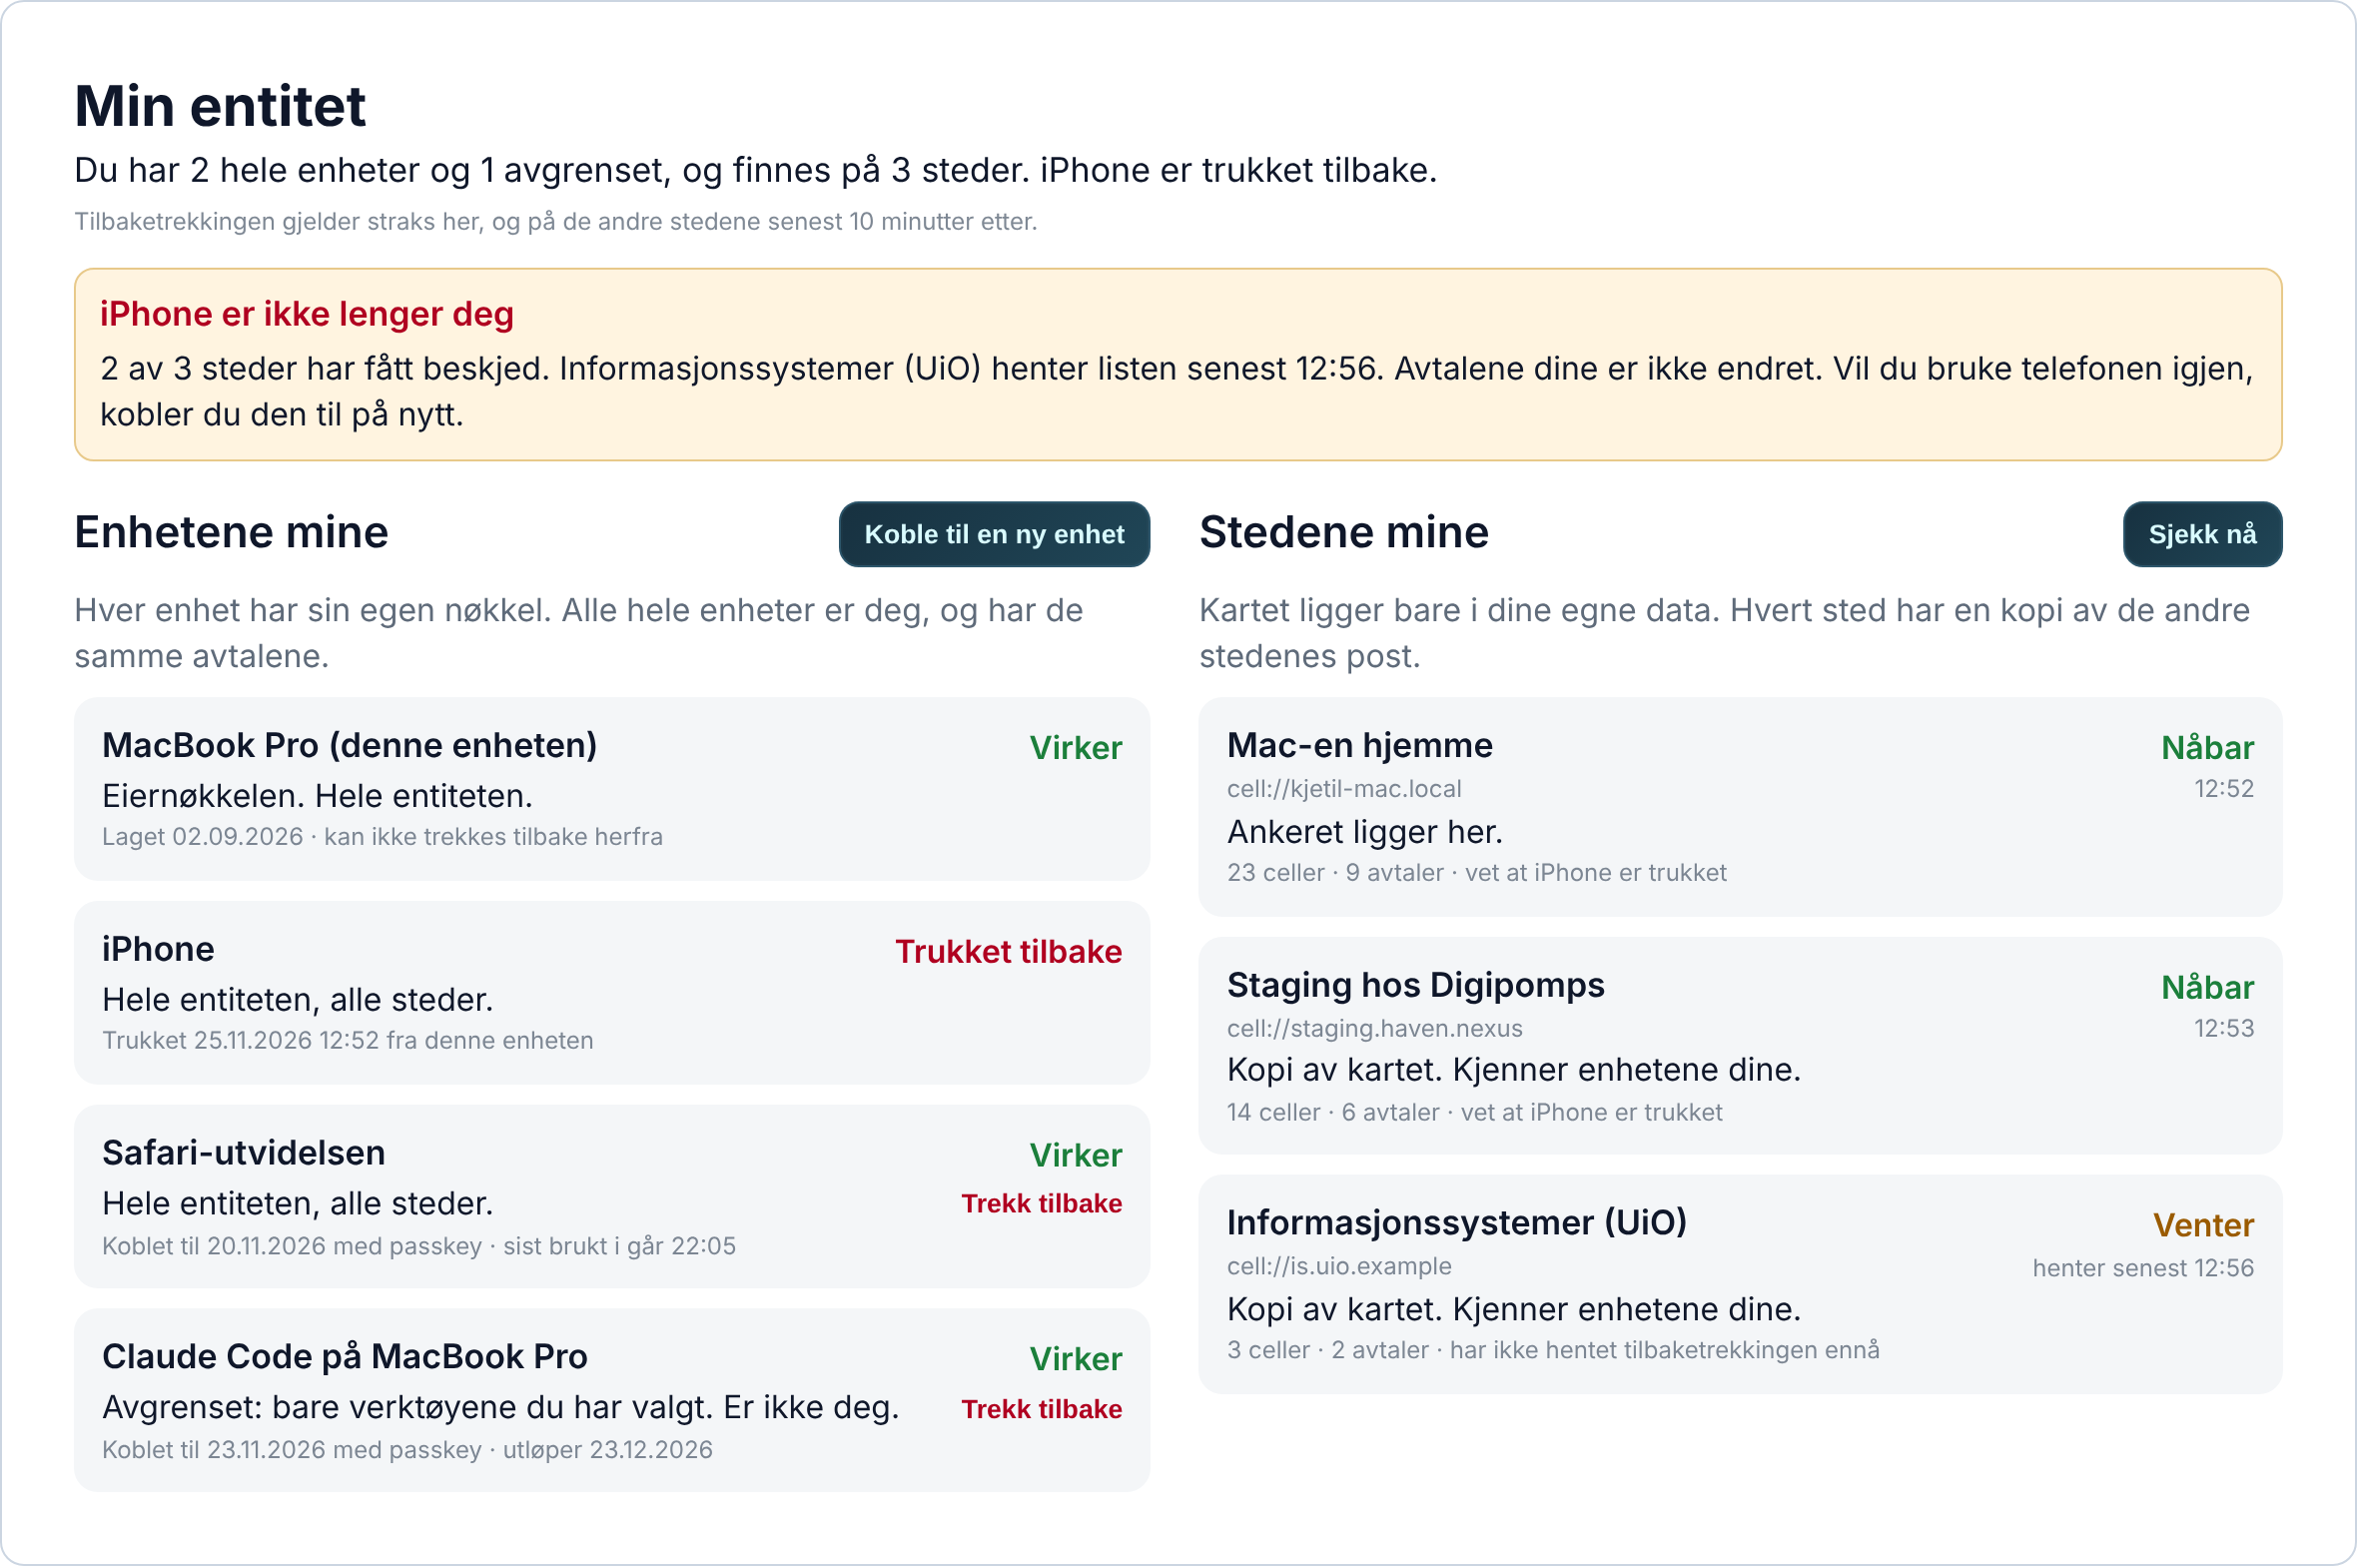 Min entitet
Du har 2 hele enheter og 1 avgrenset, og finnes på 3 steder. iPhone er trukket tilbake.
Tilbaketrekkingen gjelder straks her, og på de andre stedene senest 10 minutter etter.
iPhone er ikke lenger deg
2 av 3 steder har fått beskjed. Informasjonssystemer (UiO) henter listen senest 12:56. Avtalene dine er ikke endret. Vil du bruke telefonen igjen,
kobler du den til på nytt.
Enhetene mine
Koble til en ny enhet
Hver enhet har sin egen nøkkel. Alle hele enheter er deg, og har de
samme avtalene.
MacBook Pro (denne enheten)
Virker
Eiernøkkelen. Hele entiteten.
Laget 02.09.2026 · kan ikke trekkes tilbake herfra
iPhone
Trukket tilbake
Hele entiteten, alle steder.
Trukket 25.11.2026 12:52 fra denne enheten
Safari-utvidelsen
Virker
Hele entiteten, alle steder.
Trekk tilbake
Koblet til 20.11.2026 med passkey · sist brukt i går 22:05
Claude Code på MacBook Pro
Virker
Avgrenset: bare verktøyene du har valgt. Er ikke deg.
Trekk tilbake
Koblet til 23.11.2026 med passkey · utløper 23.12.2026
Stedene mine
Sjekk nå
Kartet ligger bare i dine egne data. Hvert sted har en kopi av de andre
stedenes post.
Mac-en hjemme
Nåbar
cell://kjetil-mac.local
12:52
Ankeret ligger her.
23 celler · 9 avtaler · vet at iPhone er trukket
Staging hos Digipomps
Nåbar
cell://staging.haven.nexus
12:53
Kopi av kartet. Kjenner enhetene dine.
14 celler · 6 avtaler · vet at iPhone er trukket
Informasjonssystemer (UiO)
Venter
cell://is.uio.example
henter senest 12:56
Kopi av kartet. Kjenner enhetene dine.
3 celler · 2 avtaler · har ikke hentet tilbaketrekkingen ennå